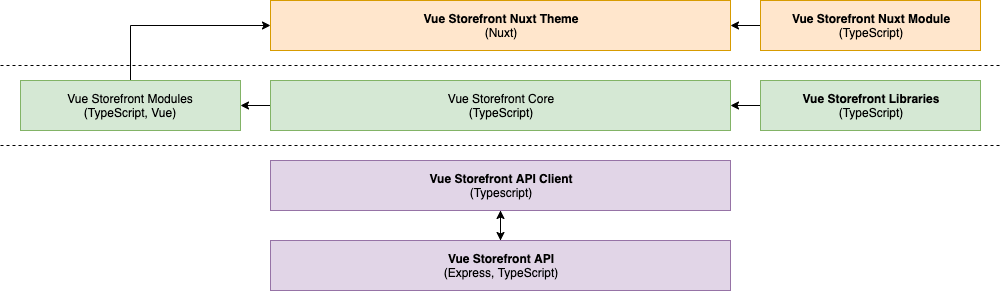 Vue Storefront Nuxt Theme
(Nuxt)
Vue Storefront Nuxt Module
(TypeScript)
Vue Storefront Modules
(TypeScript, Vue)
Vue Storefront Core
(TypeScript)
Vue Storefront Libraries
(TypeScript)
Vue Storefront API Client
(Typescript)
Vue Storefront API
(Express, TypeScript)